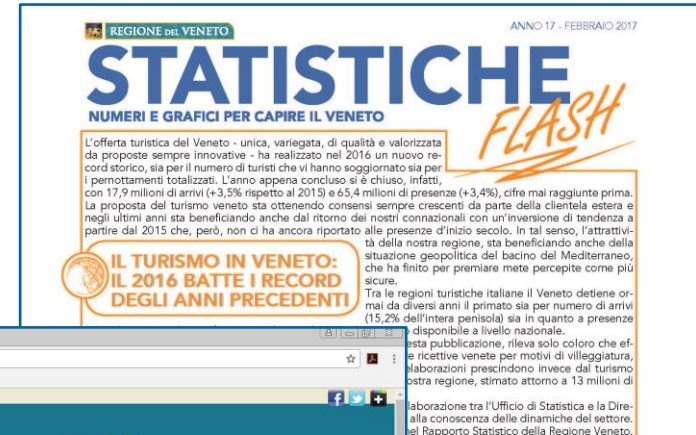 REGIONE DEL VENETO
ANNO 17 - FEBBRAIO 2017
STATISTICHE
FLASH
NUMERI E GRAFICI PER CAPIRE IL VENETO
L'offerta turistica del Veneto - unica, variegata, di qualità e valorizzata
da proposte sempre innovative - ha realizzato nel 2016 un nuovo re-
cord storico, sia per il numero di turisti che vi hanno soggiornato sia per
i pernottamenti totalizzati. L'anno appena concluso si è chiuso, infatti,
con 17,9 milioni di arrivi (+3,5% rispetto al 2015) e 65,4 milioni di presenze (+3,4%), cifre mai raggiunte prima.
La proposta del turismo veneto sta ottenendo consensi sempre crescenti da parte della clientela estera e
negli ultimi anni sta beneficiando anche dal ritorno dei nostri connazionali con un'inversione di tendenza a
partire dal 2015 che, però, non ci ha ancora riportato alle presenze d'inizio secolo. In tal senso, l'attrattivi-
tà della nostra regione, sta beneficiando anche della
situazione geopolitica del bacino del Mediterraneo,
che ha finito per premiare mete percepite come più
sicure.
IL TURISMO IN VENETO:
IL 2016 BATTE I RECORD
DEGLI ANNI PRECEDENTI
Tra le regioni turistiche italiane il Veneto detiene or-
mai da diversi anni il primato sia per numero di arrivi
(15,2% dell'intera penisola) sia in quanto a presenze
disponibile a livello nazionale.
esta pubblicazione, rileva solo coloro che ef-
e ricettive venete per motivi di villeggiatura,
elaborazioni prescindono invece dal turismo
ostra regione, stimato attorno a 13 milioni di
laborazione tra l'Ufficio di Statistica e la Dire-
alla conoscenza delle dinamiche del settore.
el Rapporto Statistico della Regione Veneto.